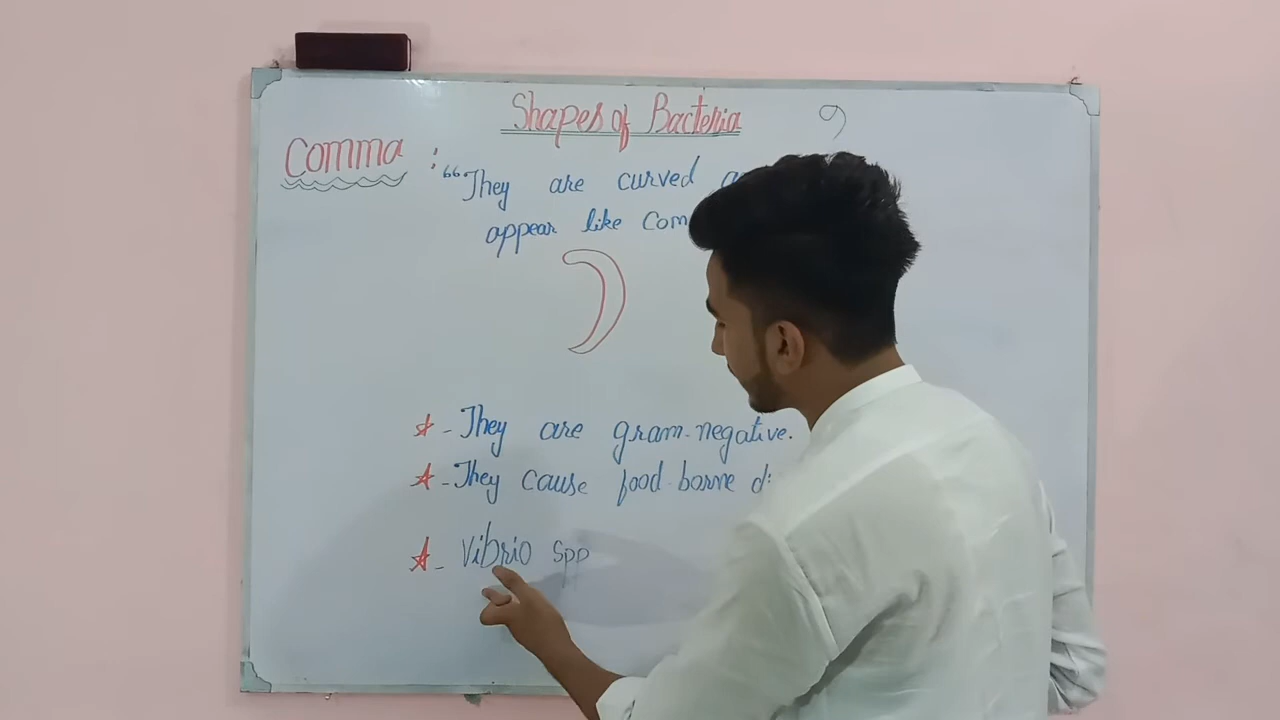 Shapes of Bacteria
Comma : “They are curved
appear like Com
- They are gram-negative.
- They cause food-borne
- Vibrio Spp